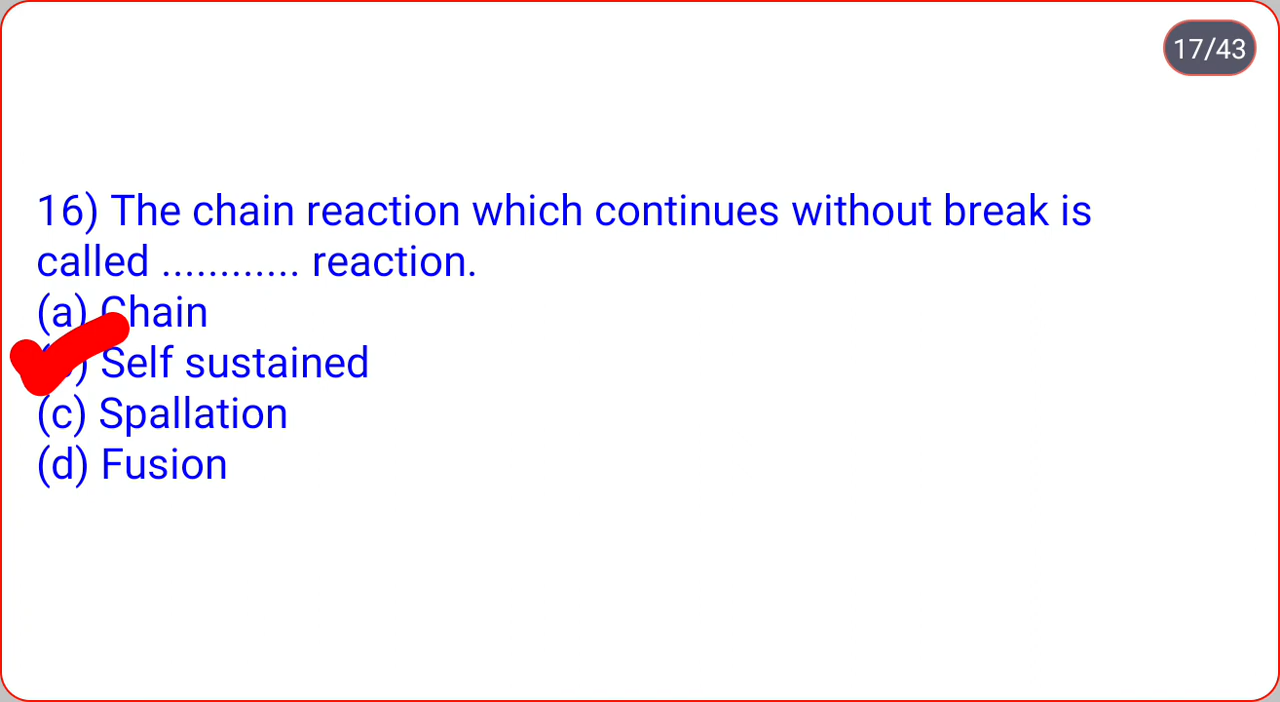 17/43
16) The chain reaction which continues without break is
called ............ reaction.
(a) Chain
Self sustained
(c) Spallation
(d) Fusion